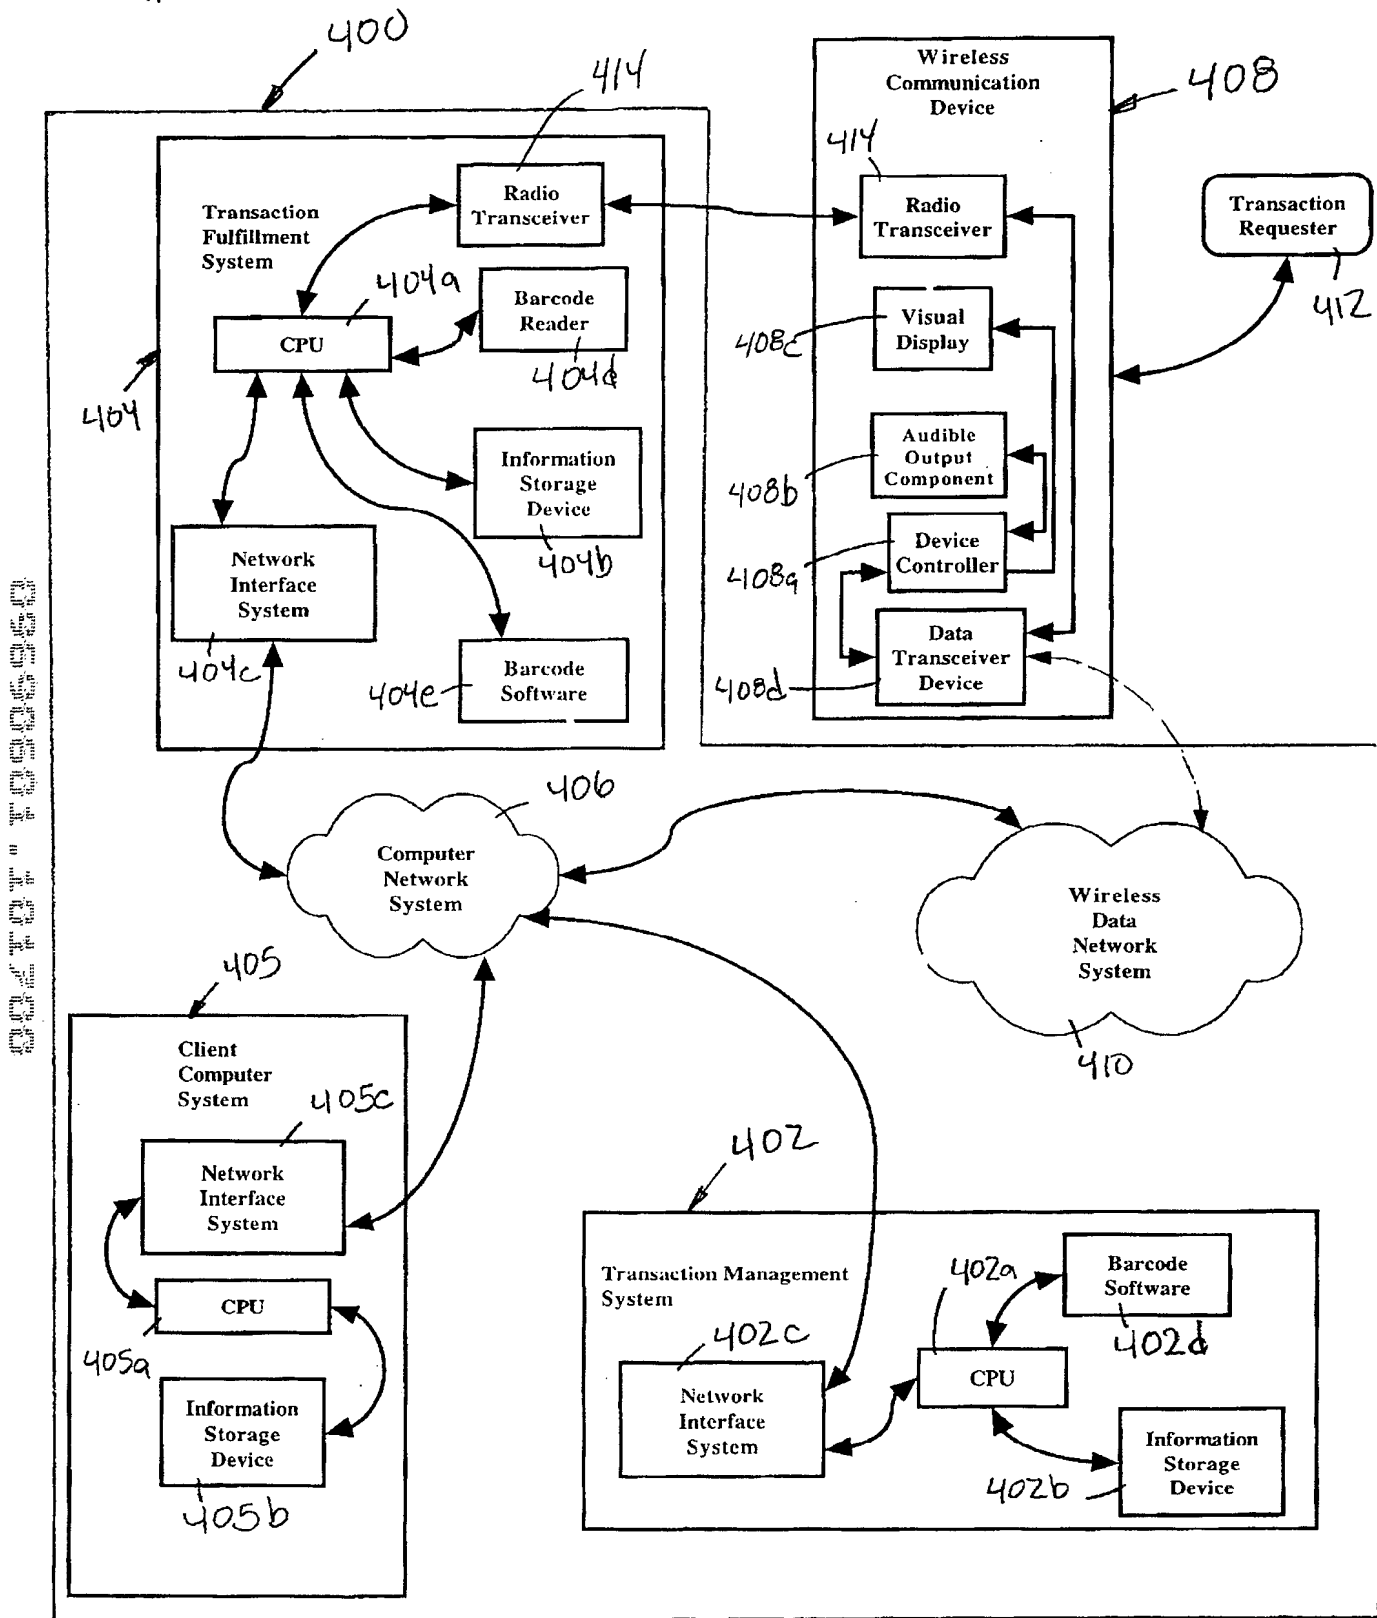 400
414
Wireless
Communication
Device
408
414
Radio
Transceiver
Transaction
Fulfillment
System
Radio
Transceiver
Transaction
Requester
412
404a
Barcode
Reader
404d
CPU
408c
Visual
Display
404
Information
Storage
Device
404b
408b
Audible
Output
Component
Network
Interface
System
404c
408a
Device
Controller
404e
Barcode
Software
408d
Data
Transceiver
Device
406
Computer
Network
System
Wireless
Data
Network
System
410
405
Client
Computer
System
405c
Network
Interface
System
CPU
405a
Information
Storage
Device
405b
402
Transaction Management
System
402a
Barcode
Software
402d
402c
Network
Interface
System
CPU
402b
Information
Storage
Device